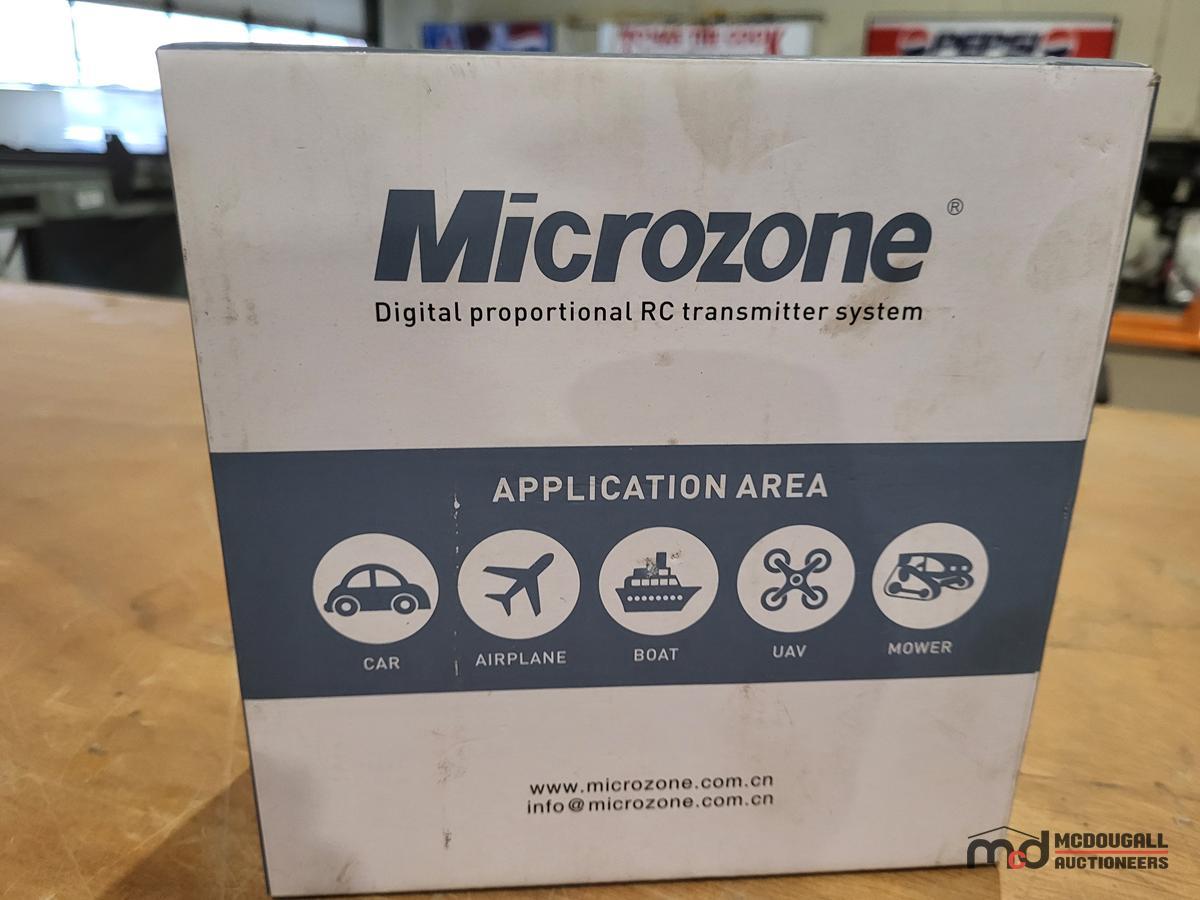 PEPSI
Microzone®
Digital proportional RC transmitter system
APPLICATION AREA
CAR AIRPLANE BOAT UAV MOWER
www.microzone.com.cn
info@microzone.com.cn
mcd MCDOUGALL
AUCTIONEERS